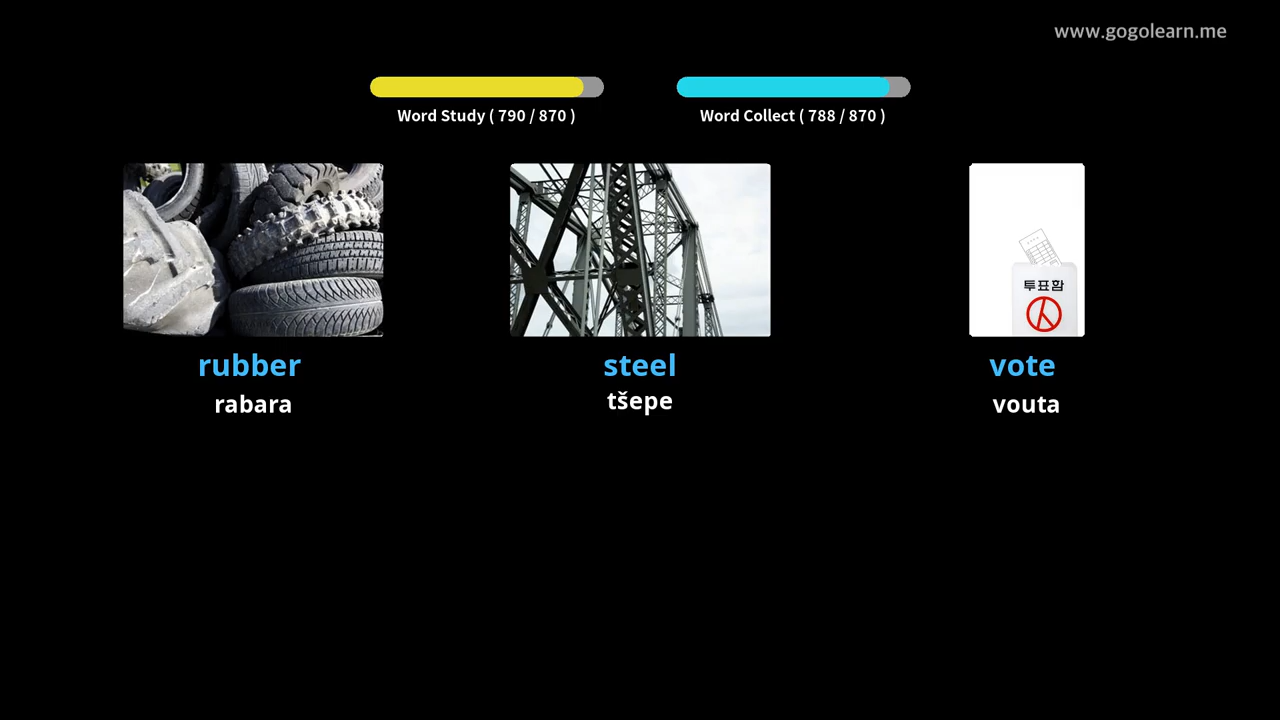 www.gogolearn.me
Word Study ( 790 / 870 )
Word Collect ( 788 / 870 )
투표함
rubber
steel
vote
rabara
tšepe
vouta